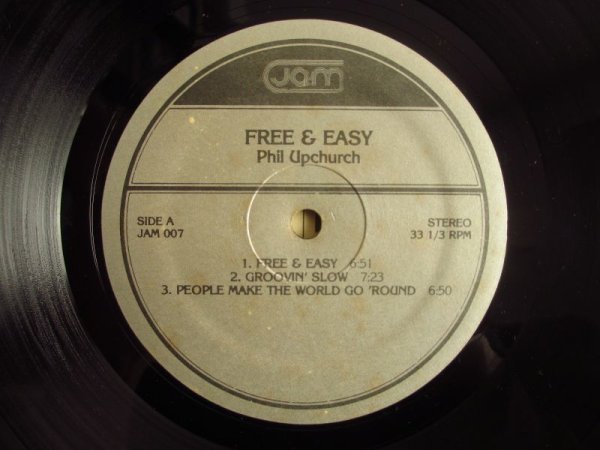 Jam
FREE & EASY
Phil Upchurch
SIDE A
JAM 007
STEREO
33 1/3 RPM
1. FREE & EASY 6:51
2. GROOVIN' SLOW 7:23
3. PEOPLE MAKE THE WORLD GO 'ROUND 6:50